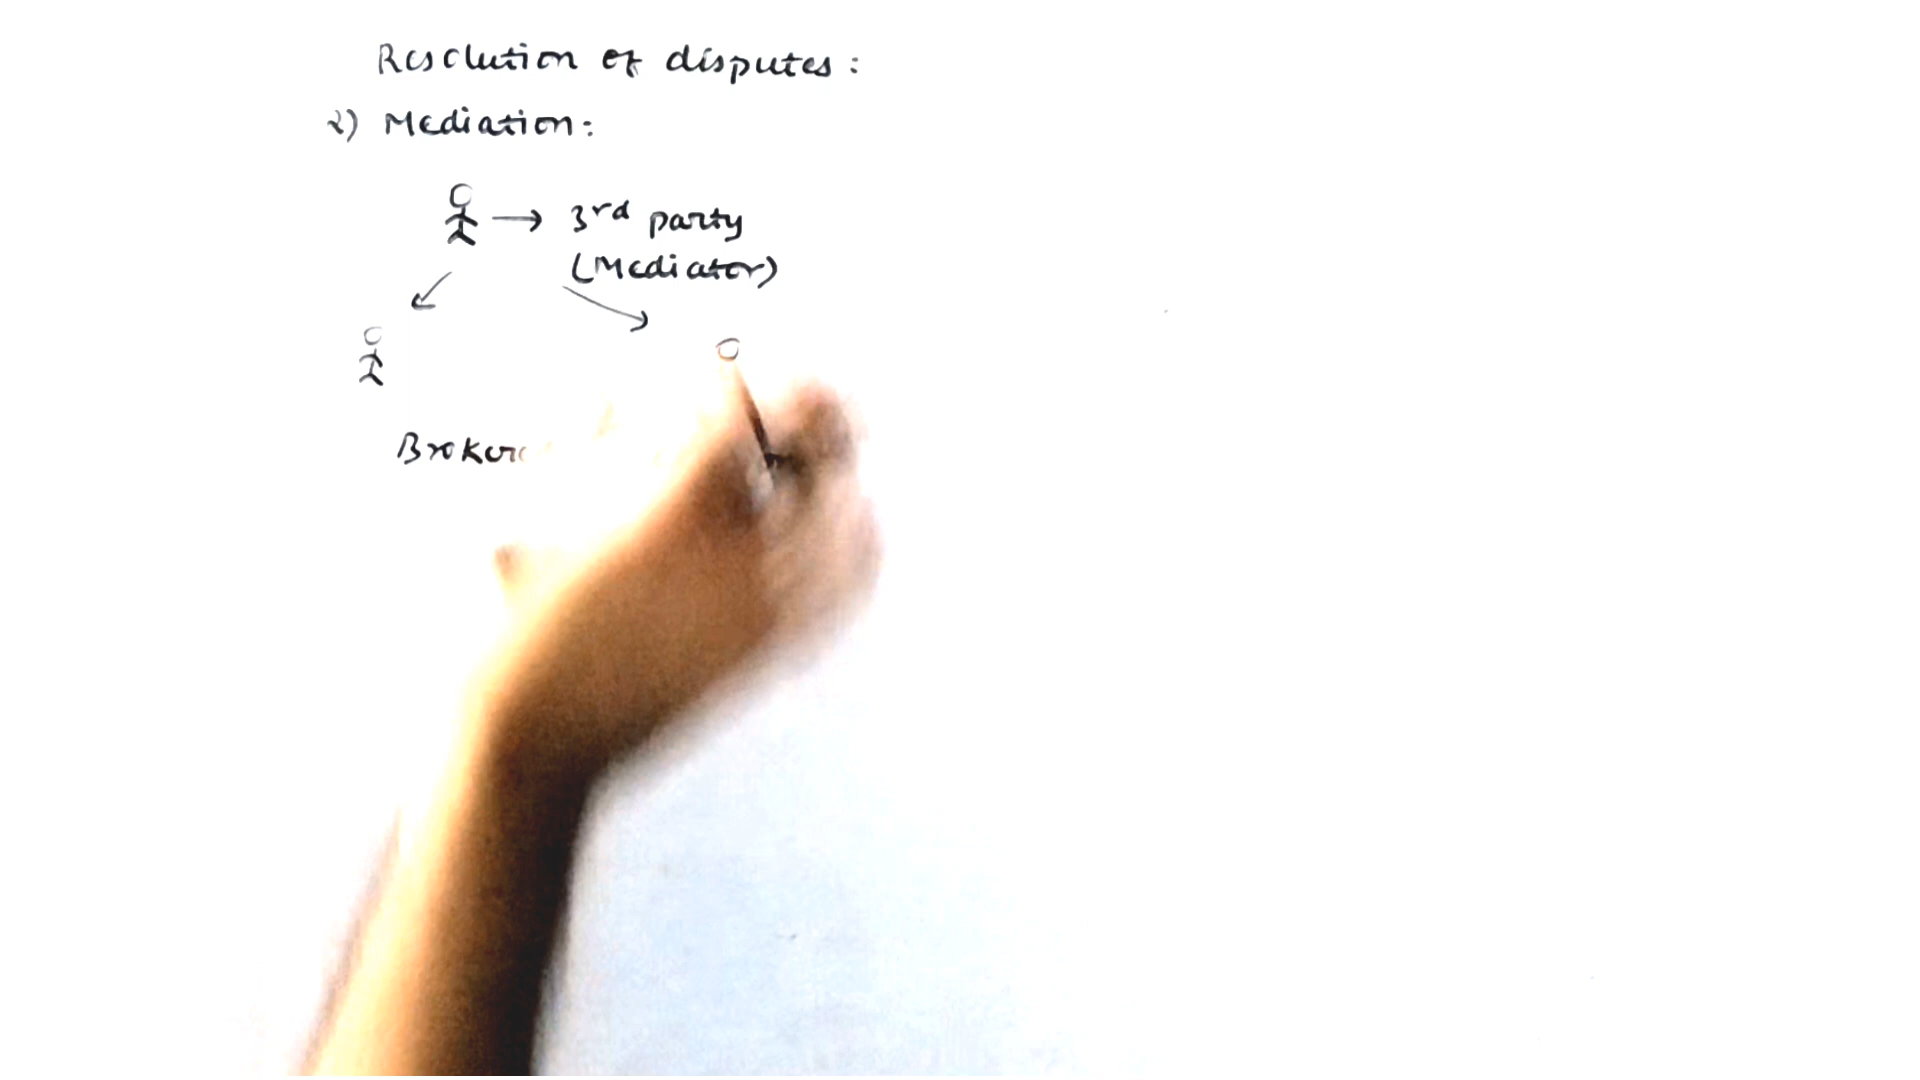 Resolution of disputes:
2) Mediation:
→ 3rd party
(Mediator)